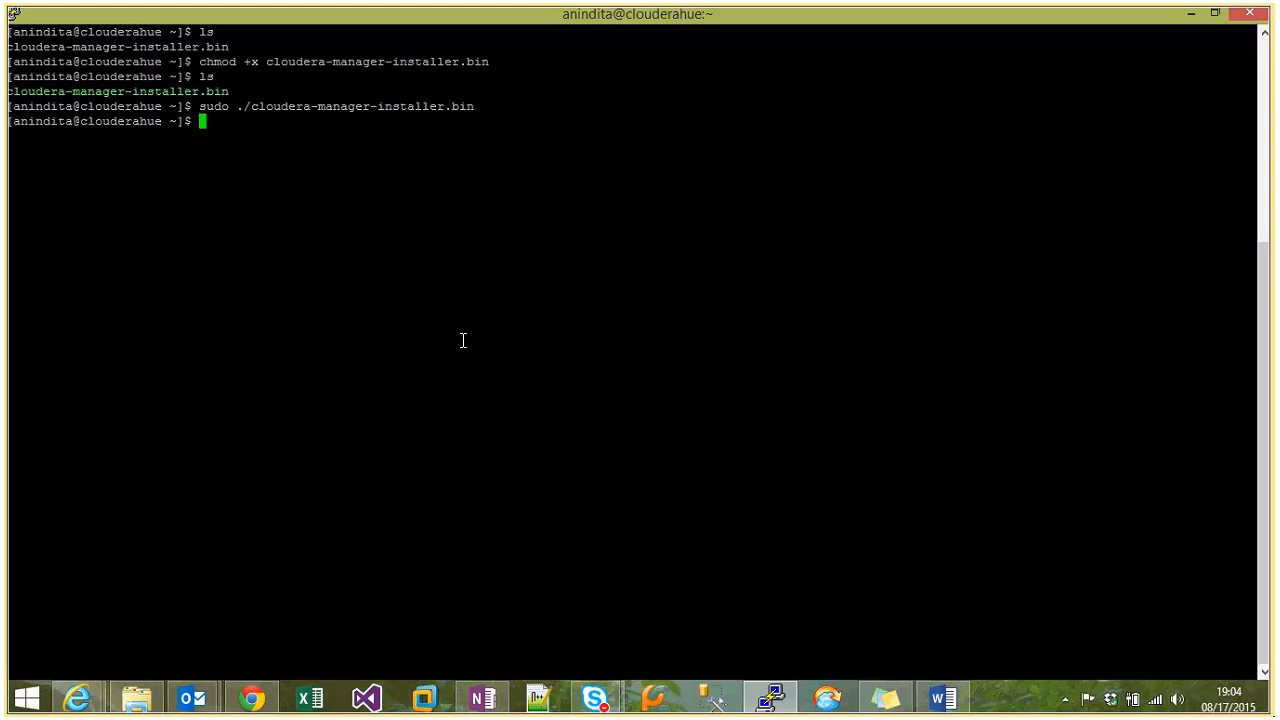 anindita@clouderahue:~
[anindita@clouderahue ~]$ ls
cloudera-manager-installer.bin
[anindita@clouderahue ~]$ chmod +x cloudera-manager-installer.bin
[anindita@clouderahue ~]$ ls
cloudera-manager-installer.bin
[anindita@clouderahue ~]$ sudo ./cloudera-manager-installer.bin
[anindita@clouderahue ~]$
19:04
08/17/2015